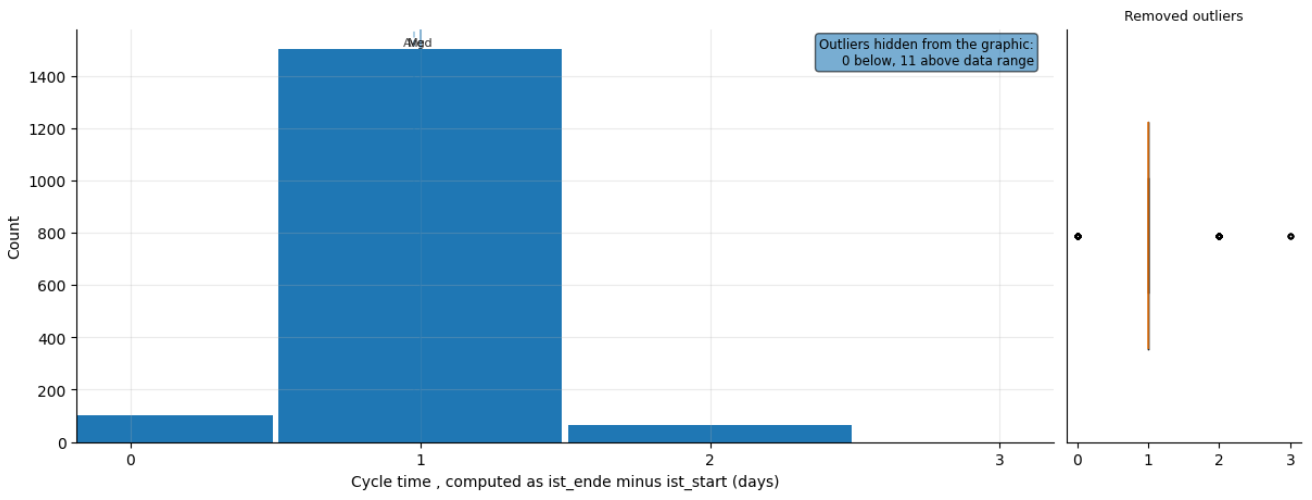 Removed outliers
Avg
Med
Outliers hidden from the graphic:
0 below, 11 above data range
1400
1200
1000
800
600
400
200
0
Count
0 1 2 3
Cycle time , computed as ist_ende minus ist_start (days)
0 1 2 3